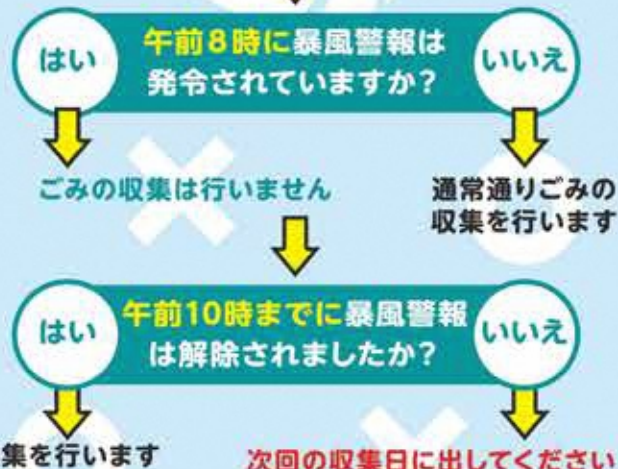 はい
午前8時に暴風警報は
発令されていますか?
いいえ
ごみの収集は行いません
通常通りごみの
収集を行います
はい
午前10時までに暴風警報
は解除されましたか?
いいえ
集を行います
次回の収集日に出してください